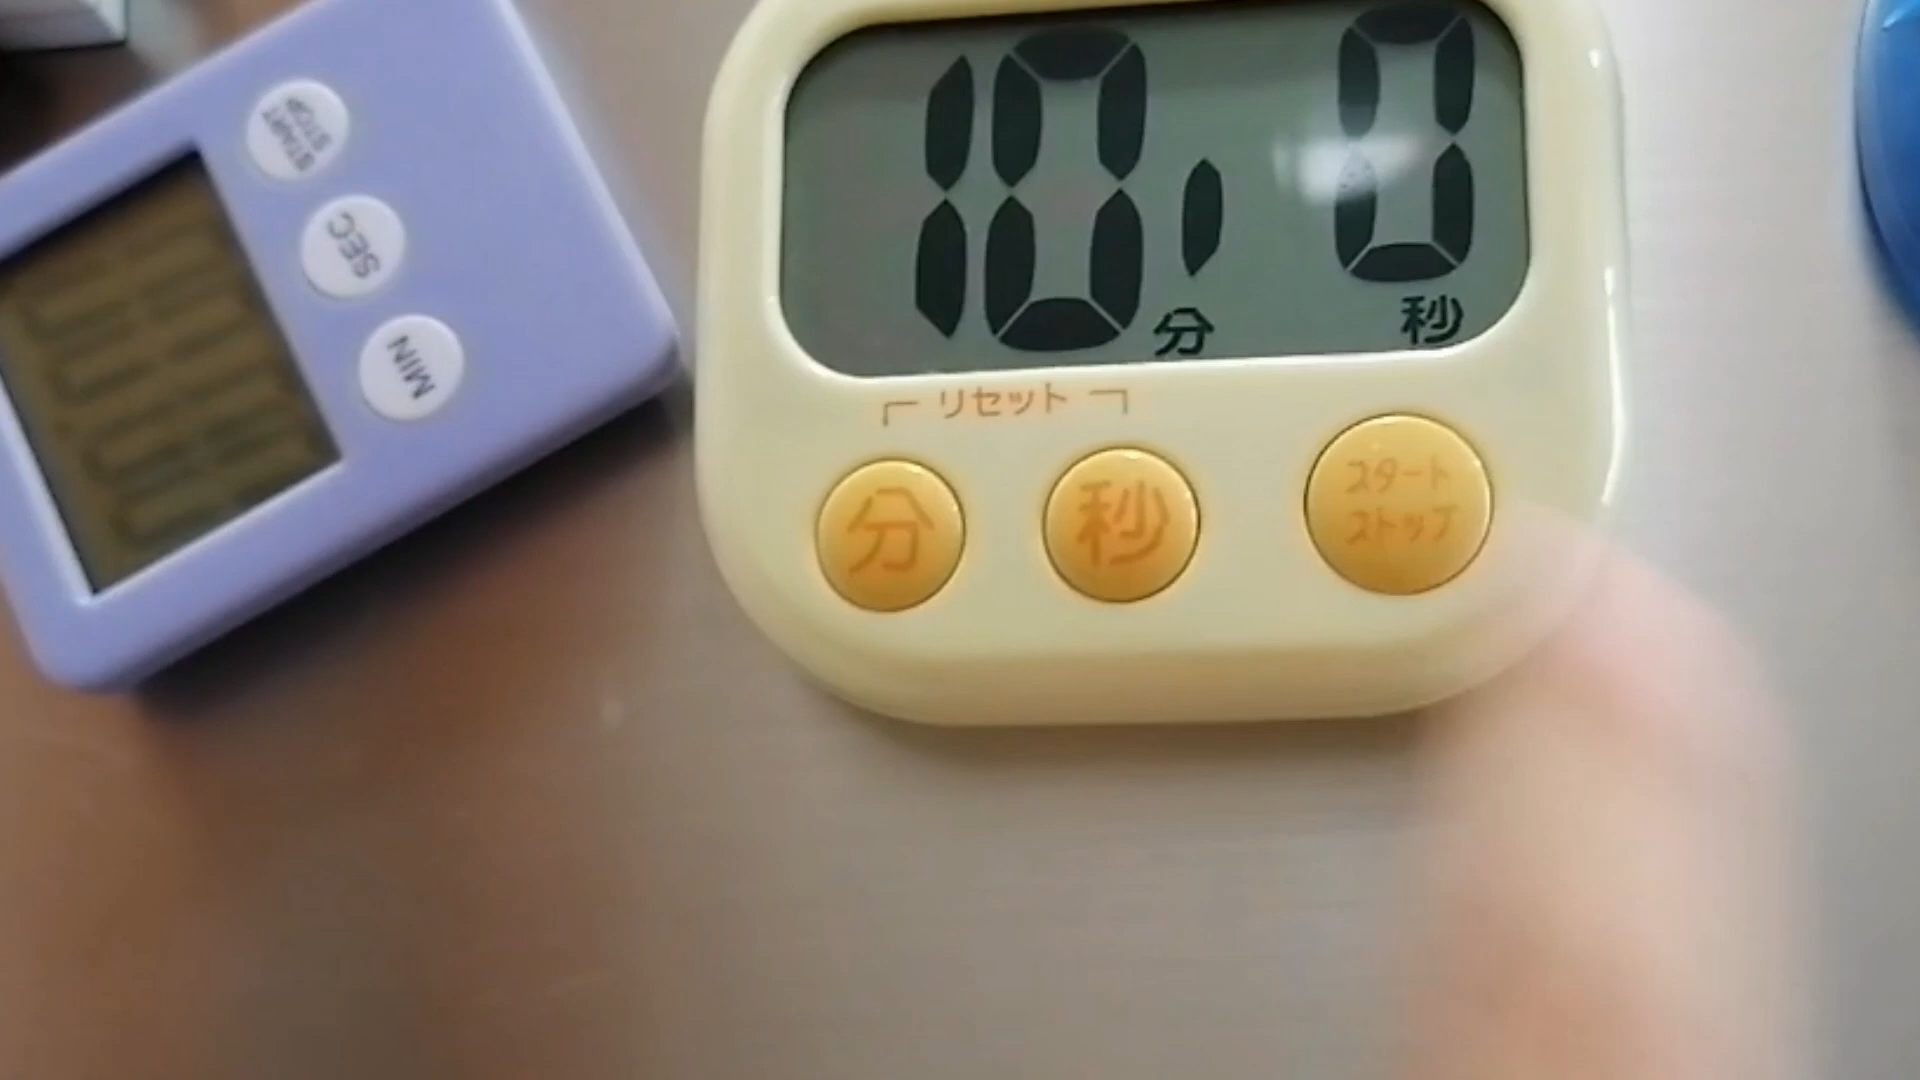 START
STOP
SEC
MIN
10' 0
分 秒
リセット
分
秒
スタート
ストップ